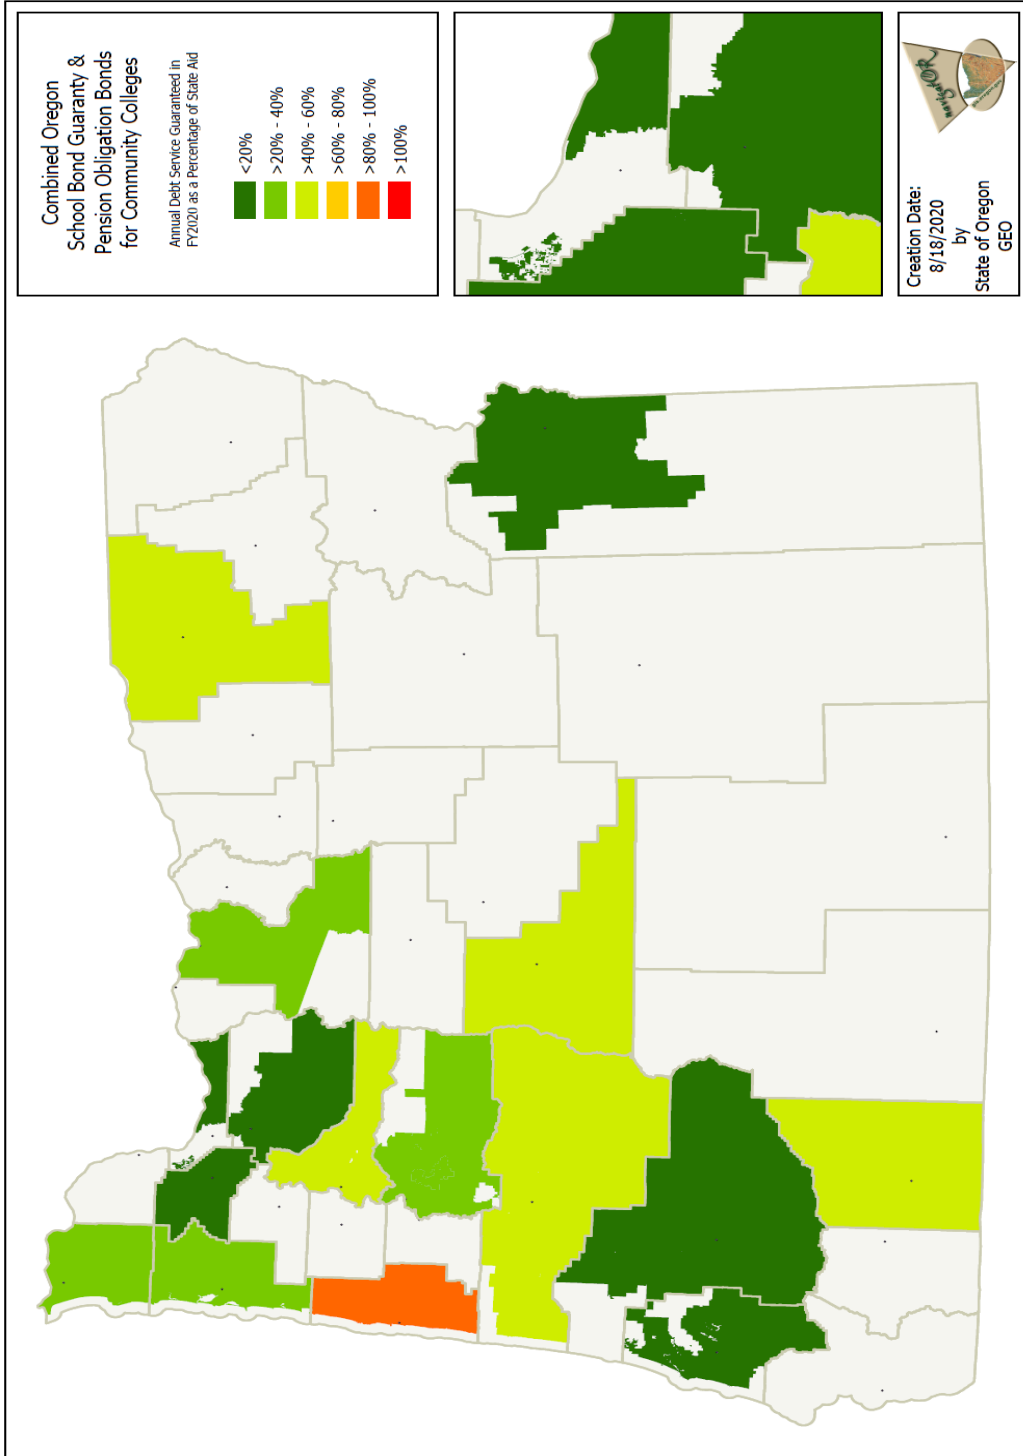 Combined Oregon
School Bond Guaranty &
Pension Obligation Bonds
for Community Colleges
Annual Debt Service Guaranteed in
FY2020 as a Percentage of State Aid
<20%
>20% - 40%
>40% - 60%
>60% - 80%
>80% - 100%
>100%
navigatOR
Creation Date:
8/18/2020
by
State of Oregon
GEO